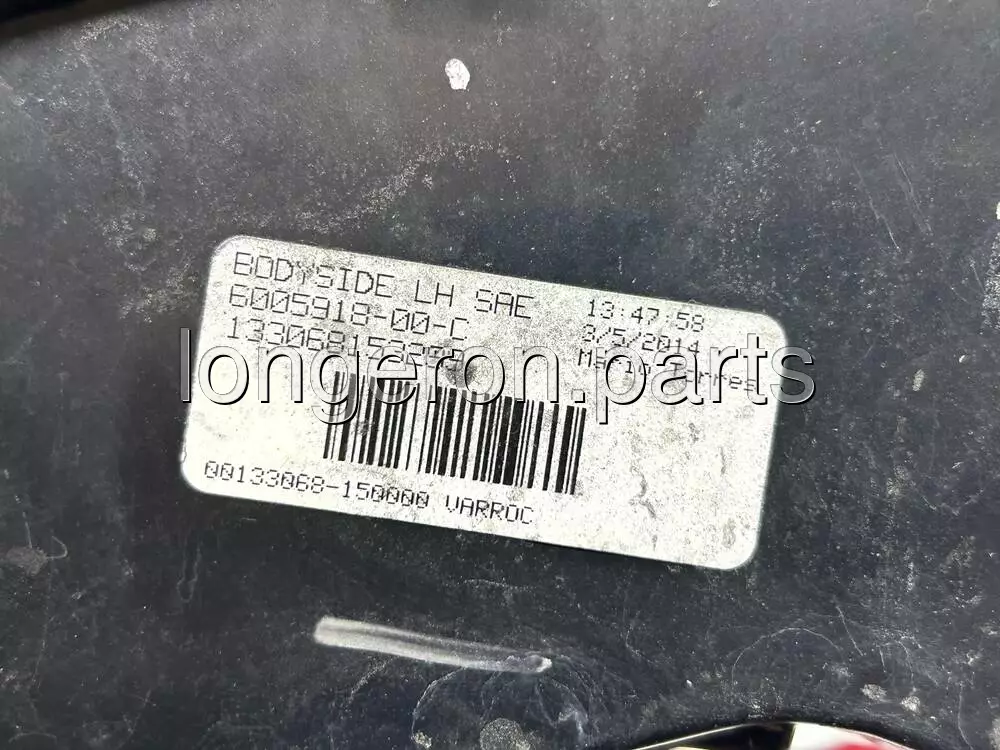 BODYSIDE LH SAE
6005918-00-C
13:47:58
3/5/2014
longeron.parts
00133068-150000 VARROC